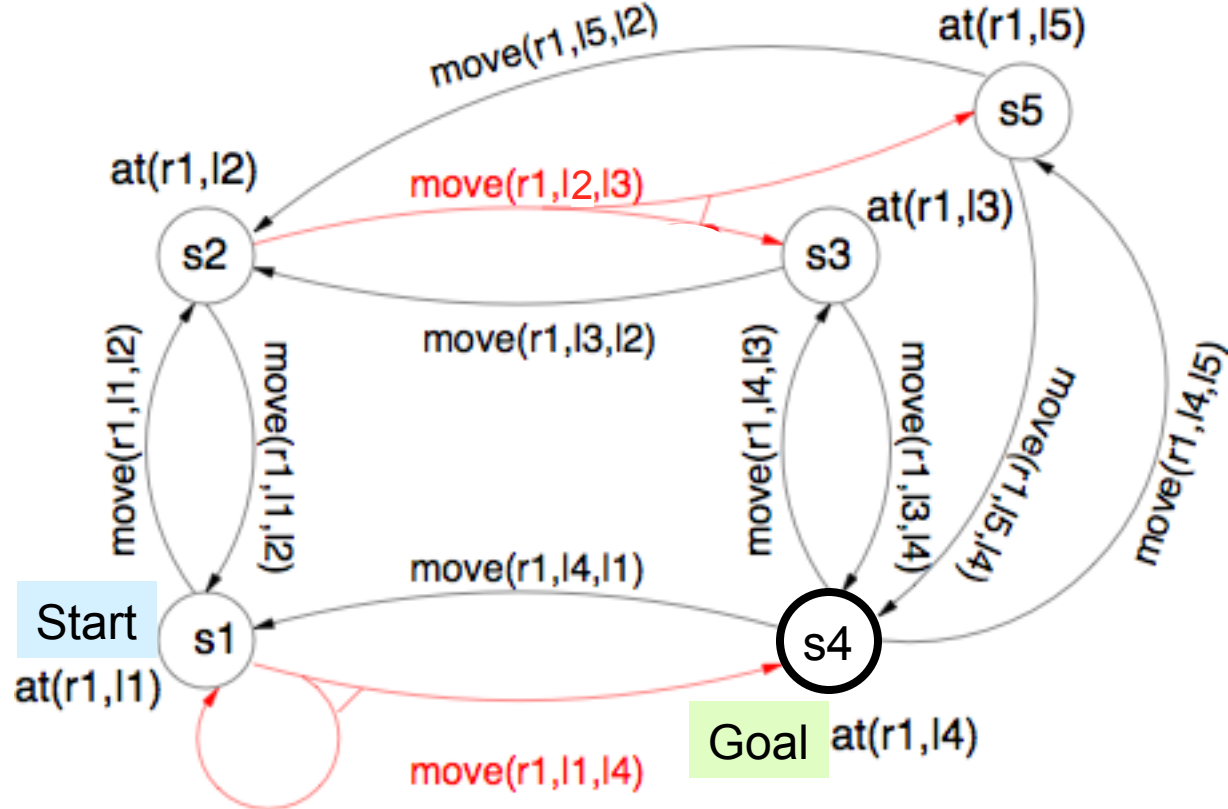 move(r1,l5,l2)
at(r1,l5)
s5
at(r1,l2)
move(r1,l2,l3)
at(r1,l3)
s2
s3
move(r1,l3,l2)
move(r1,l1,l2)
move(r1,l1,l2)
move(r1,l4,l3)
move(r1,l3,l4)
move(r1,l5,l4)
move(r1,l4,l5)
move(r1,l4,l1)
Start
s1
s4
at(r1,l1)
Goal
at(r1,l4)
move(r1,l1,l4)